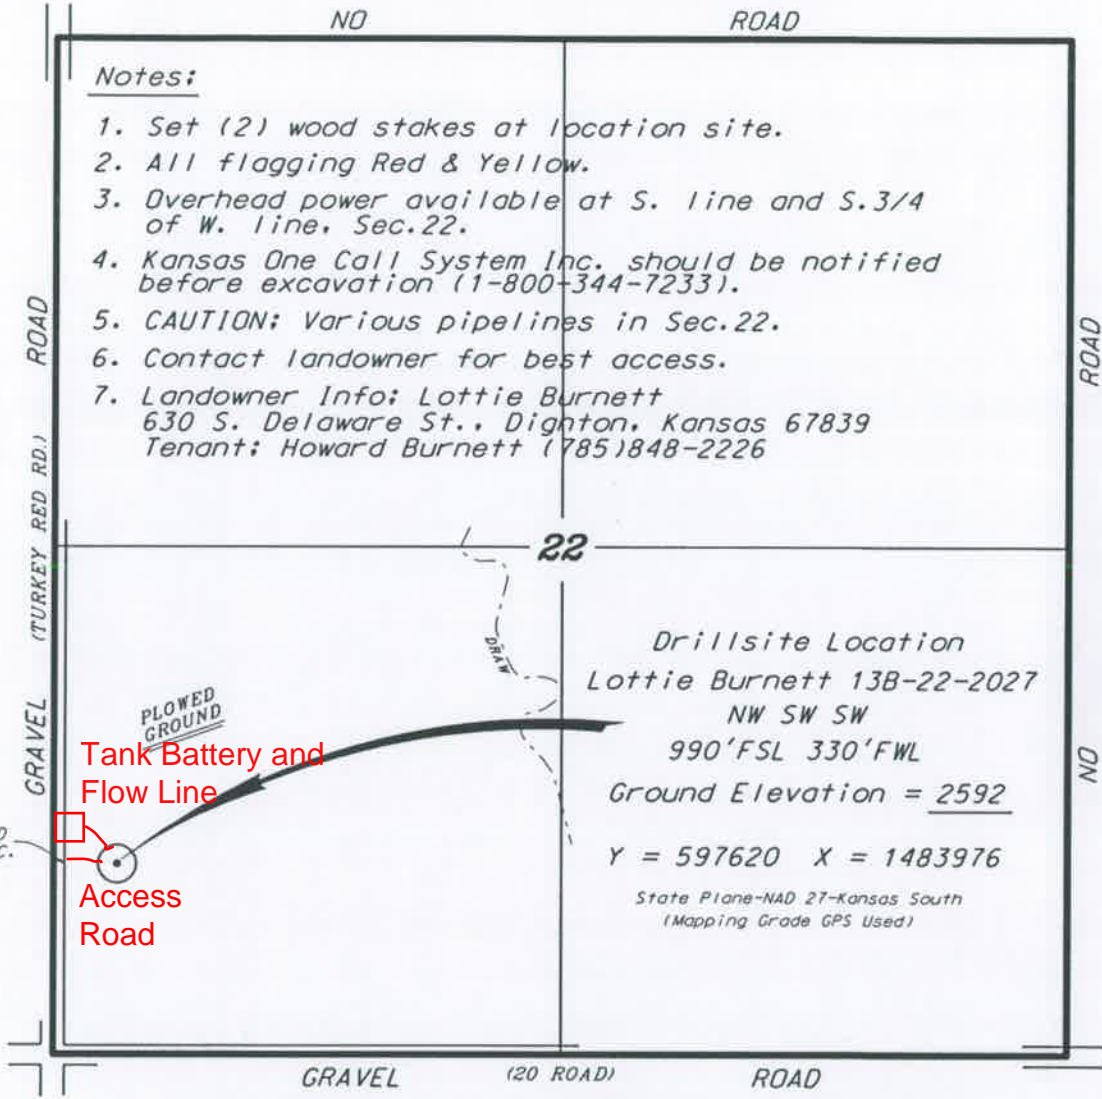 NO ROAD
Notes:
1. Set (2) wood stakes at location site.
2. All flagging Red & Yellow.
3. Overhead power available at S. line and S.3/4
of W. line, Sec.22.
4. Kansas One Call System Inc. should be notified
before excavation (1-800-344-7233).
5. CAUTION: Various pipelines in Sec.22.
6. Contact landowner for best access.
7. Landowner Info: Lottie Burnett
630 S. Delaware St., Dighton, Kansas 67839
Tenant: Howard Burnett (785)848-2226
GRAVEL (TURKEY RED RD.) ROAD
NO ROAD
22
DRAW
PLOWED
GROUND
Tank Battery and
Flow Line
Access
Road
Drillsite Location
Lottie Burnett 13B-22-2027
NW SW SW
990'FSL 330'FWL
Ground Elevation = 2592
Y = 597620 X = 1483976
State Plane-NAD 27-Kansas South
(Mapping Grade GPS Used)
GRAVEL (20 ROAD) ROAD